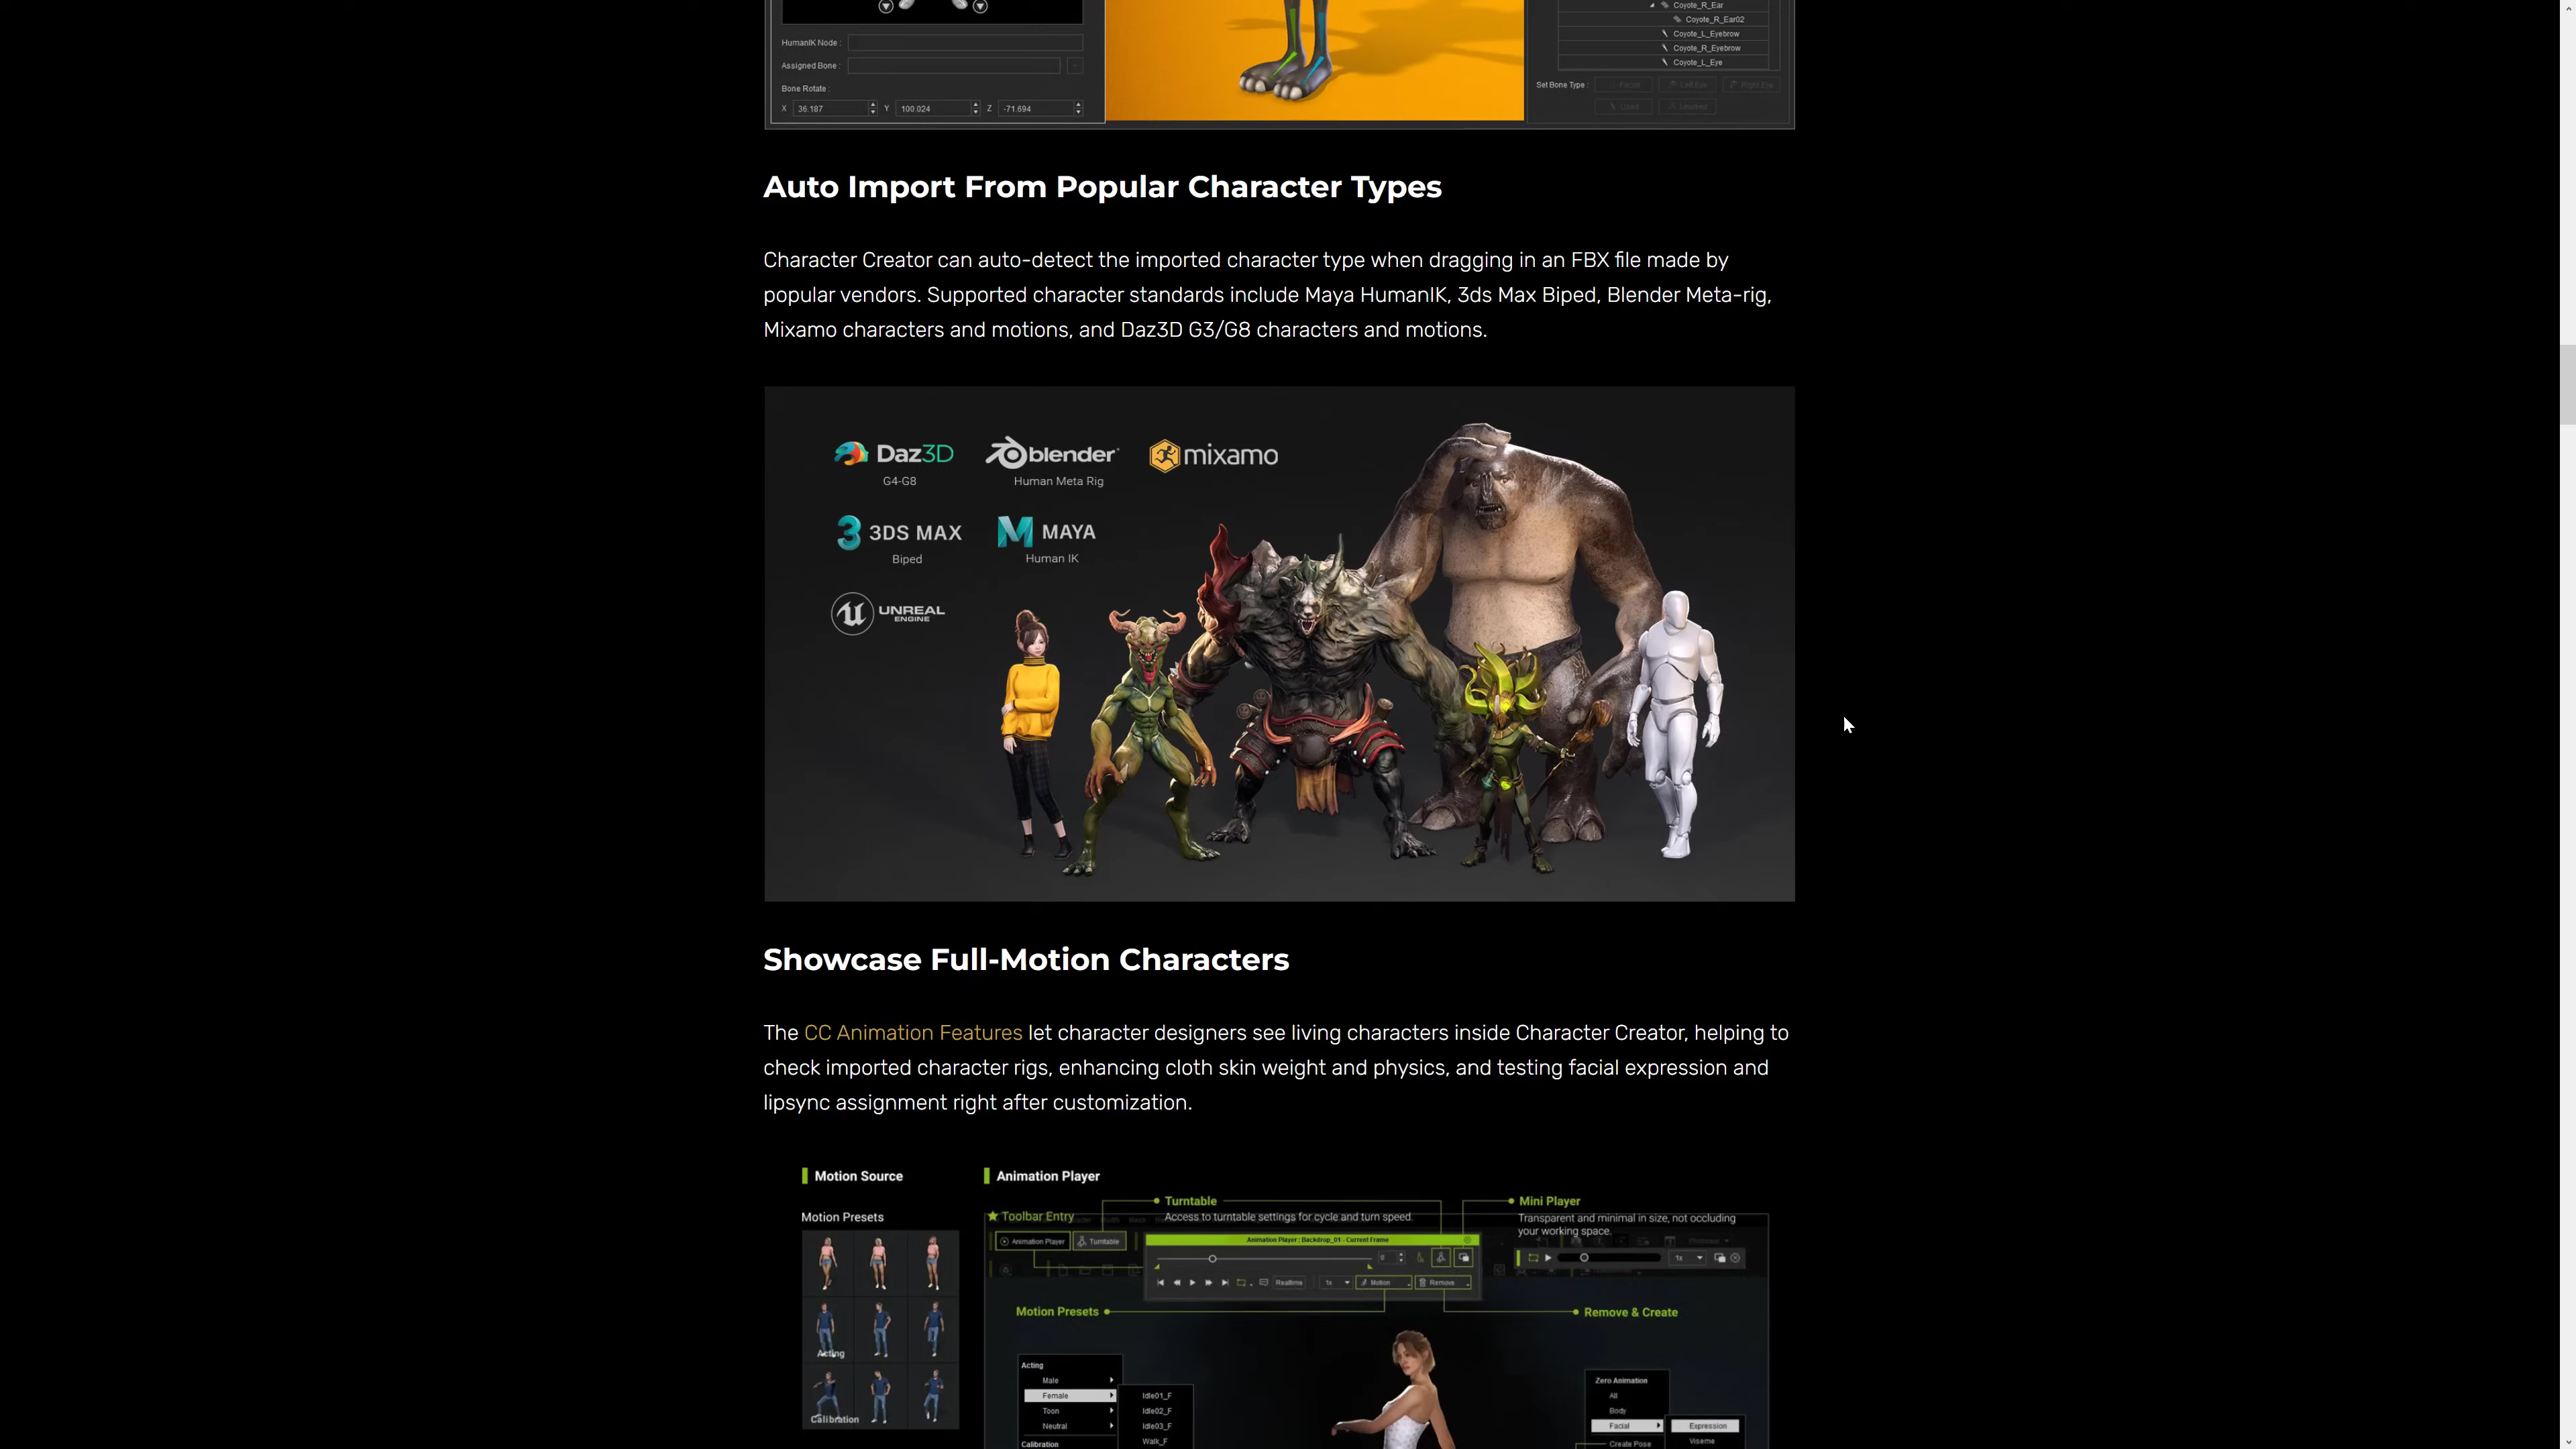 Coyote_R_Ear
Coyote_R_Ear02
Coyote_L_Eyebrow
Coyote_R_Eyebrow
Coyote_L_Eye
HumanIK Node :
Assigned Bone :
Bone Rotate :
X 36.187 Y 100.024 Z -71.694
Set Bone Type : Facial Left Eye Right Eye
Used
Auto Import From Popular Character Types
Character Creator can auto-detect the imported character type when dragging in an FBX file made by
popular vendors. Supported character standards include Maya HumanIK, 3ds Max Biped, Blender Meta-rig,
Mixamo characters and motions, and Daz3D G3/G8 characters and motions.
Daz3D blender mixamo
G4-G8 Human Meta Rig
3DS MAX MAYA
Biped Human IK
UNREAL
ENGINE
Showcase Full-Motion Characters
The CC Animation Features let character designers see living characters inside Character Creator, helping to
check imported character rigs, enhancing cloth skin weight and physics, and testing facial expression and
lipsync assignment right after customization.
Motion Source
Motion Presets
Acting
Calibration
Animation Player
Toolbar Entry
Animation Player Turntable
Turntable
Access to turntable settings for cycle and turn speed.
Mini Player
Transparent and minimal in size, not occluding
your working space.
Animation Player : Backdrop_01 - Current Frame
0
Realtime 1x Motion Remove
1x
Motion Presets
Remove & Create
Acting
Male
Female
Toon
Neutral
Calibration
Idle01_F
Idle02_F
Idle03_F
Walk_F
Zero Animation
All
Body
Facial
Create Pose
Expression
Viseme